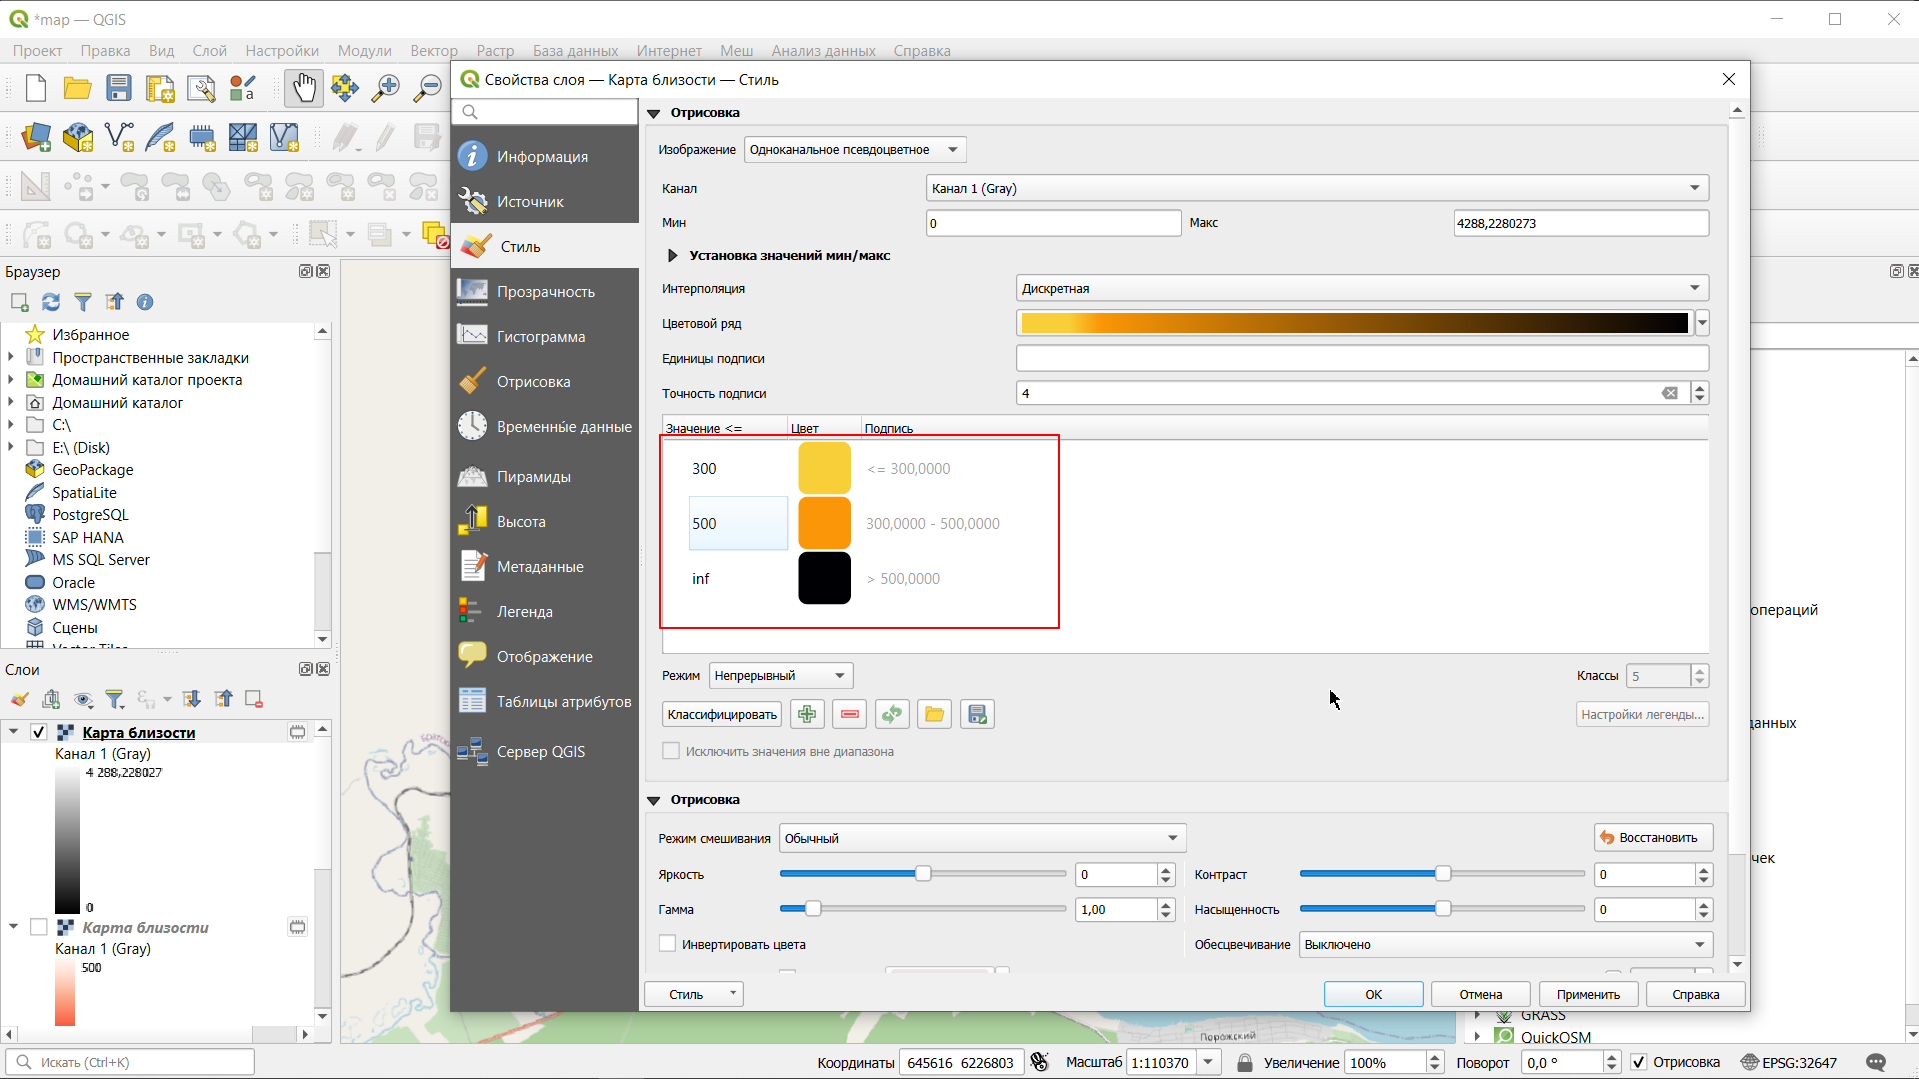 *map — QGIS
Проект Правка Вид Слой Настройки Модули Вектор Растр База данных Интернет Меш Анализ данных Справка
Свойства слоя — Карта близости — Стиль
Информация
Источник
Стиль
Прозрачность
Гистограмма
Отрисовка
Временны́е данные
Пирамиды
Высота
Метаданные
Легенда
Отображение
Таблицы атрибутов
Сервер QGIS
Отрисовка
Изображение Одноканальное псевдоцветное
Канал Канал 1 (Gray)
Мин 0 Макс 4288,2280273
Установка значений мин/макс
Интерполяция Дискретная
Цветовой ряд
Единицы подписи
Точность подписи 4
Значение <= Цвет Подпись
300 <= 300,0000
500 300,0000 - 500,0000
inf > 500,0000
Режим Непрерывный Классы 5
Классифицировать Настройки легенды...
Исключить значения вне диапазона
Отрисовка
Режим смешивания Обычный Восстановить
Яркость 0 Контраст 0
Гамма 1,00 Насыщенность 0
Инвертировать цвета Обесцвечивание Выключено
Стиль OK Отмена Применить Справка
Браузер
Избранное
Пространственные закладки
Домашний каталог проекта
Домашний каталог
C:\
E:\ (Disk)
GeoPackage
SpatiaLite
PostgreSQL
SAP HANA
MS SQL Server
Oracle
WMS/WMTS
Сцены
Vector Tiles
Слои
Карта близости
Канал 1 (Gray)
4 288,228027
0
Карта близости
Канал 1 (Gray)
500
операций
данных
чек
GRASS
QuickOSM
Порожский
Искать (Ctrl+K) Координаты 645616 6226803 Масштаб 1:110370 Увеличение 100% Поворот 0,0 ° Отрисовка EPSG:32647